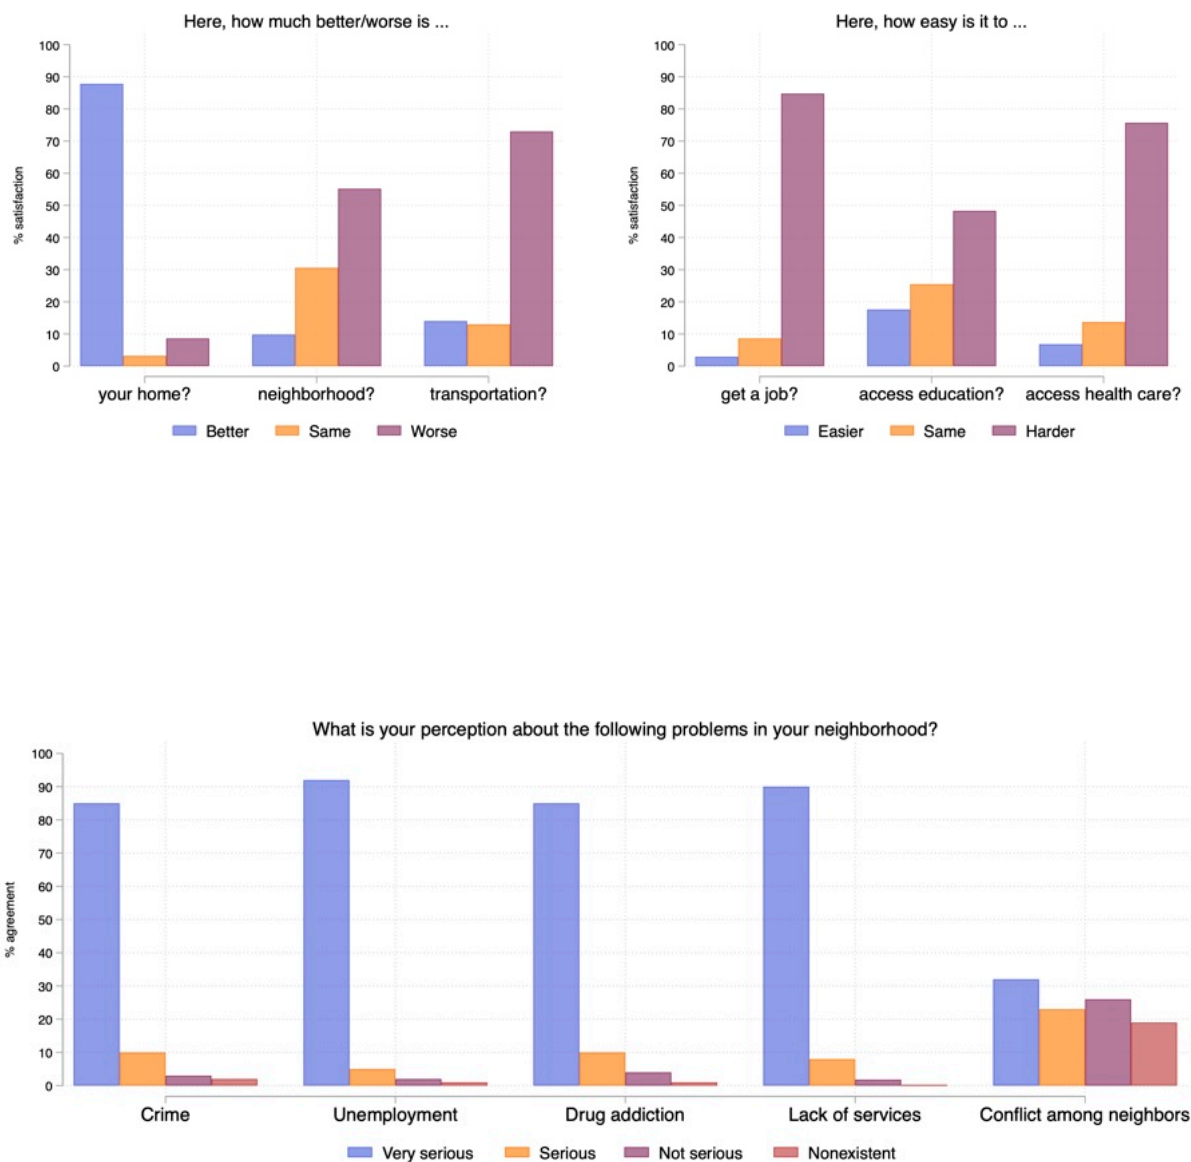 Here, how much better/worse is ...
100
90
80
70
60
50
40
30
20
10
0
% satisfaction
your home? neighborhood? transportation?
Better Same Worse
Here, how easy is it to ...
100
90
80
70
60
50
40
30
20
10
0
% satisfaction
get a job? access education? access health care?
Easier Same Harder
What is your perception about the following problems in your neighborhood?
100
90
80
70
60
50
40
30
20
10
0
% agreement
Crime Unemployment Drug addiction Lack of services Conflict among neighbors
Very serious Serious Not serious Nonexistent